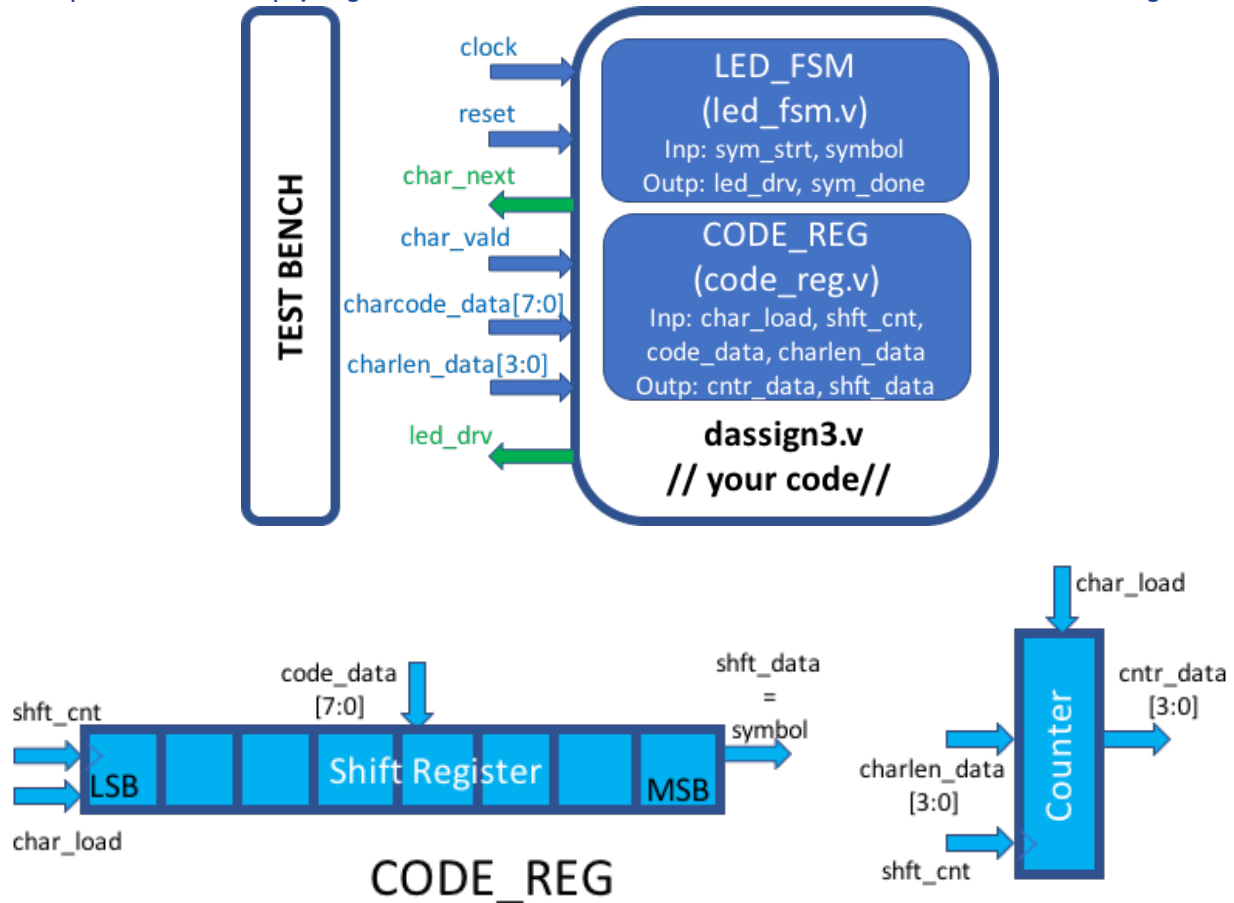 clock
reset
char_next
char_vald
charcode_data[7:0]
charlen_data[3:0]
led_drv
TEST BENCH
LED_FSM
(led_fsm.v)
Inp: sym_strt, symbol
Outp: led_drv, sym_done
CODE_REG
(code_reg.v)
Inp: char_load, shft_cnt,
code_data, charlen_data
Outp: cntr_data, shft_data
dassign3.v
// your code//
shft_cnt
char_load
code_data
[7:0]
LSB
Shift Register
MSB
shft_data
=
symbol
CODE_REG
char_load
charlen_data
[3:0]
shft_cnt
Counter
cntr_data
[3:0]